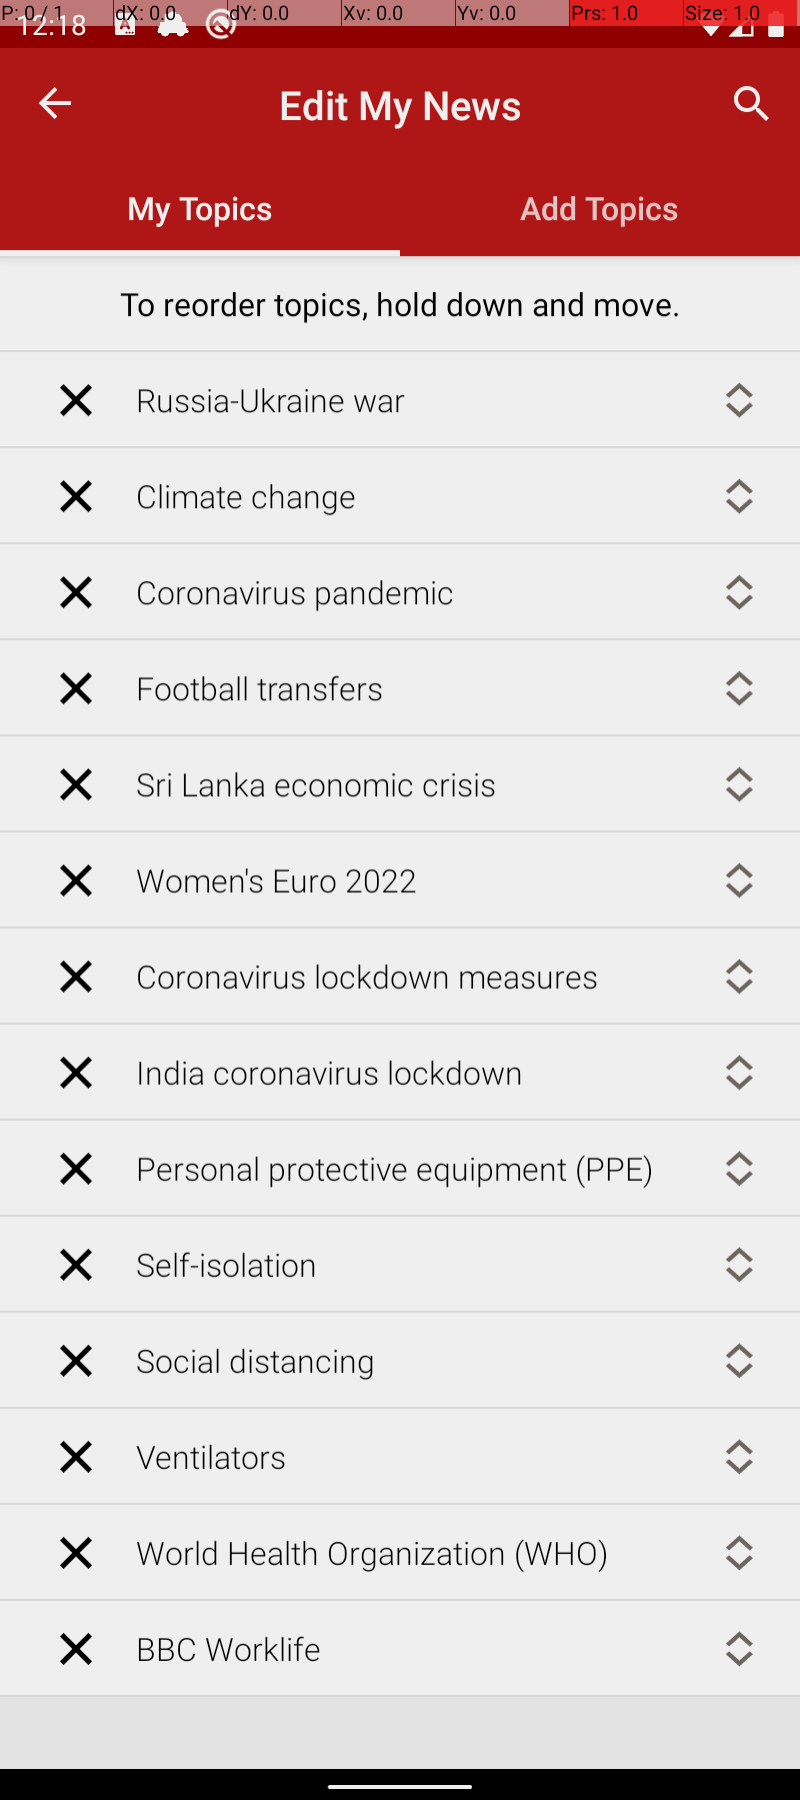 P: 0 / 1 dX: 0.0 dY: 0.0 Xv: 0.0 Yv: 0.0 Prs: 1.0 Size: 1.0
12:18
Edit My News
My Topics Add Topics
To reorder topics, hold down and move.
Russia-Ukraine war
Climate change
Coronavirus pandemic
Football transfers
Sri Lanka economic crisis
Women's Euro 2022
Coronavirus lockdown measures
India coronavirus lockdown
Personal protective equipment (PPE)
Self-isolation
Social distancing
Ventilators
World Health Organization (WHO)
BBC Worklife